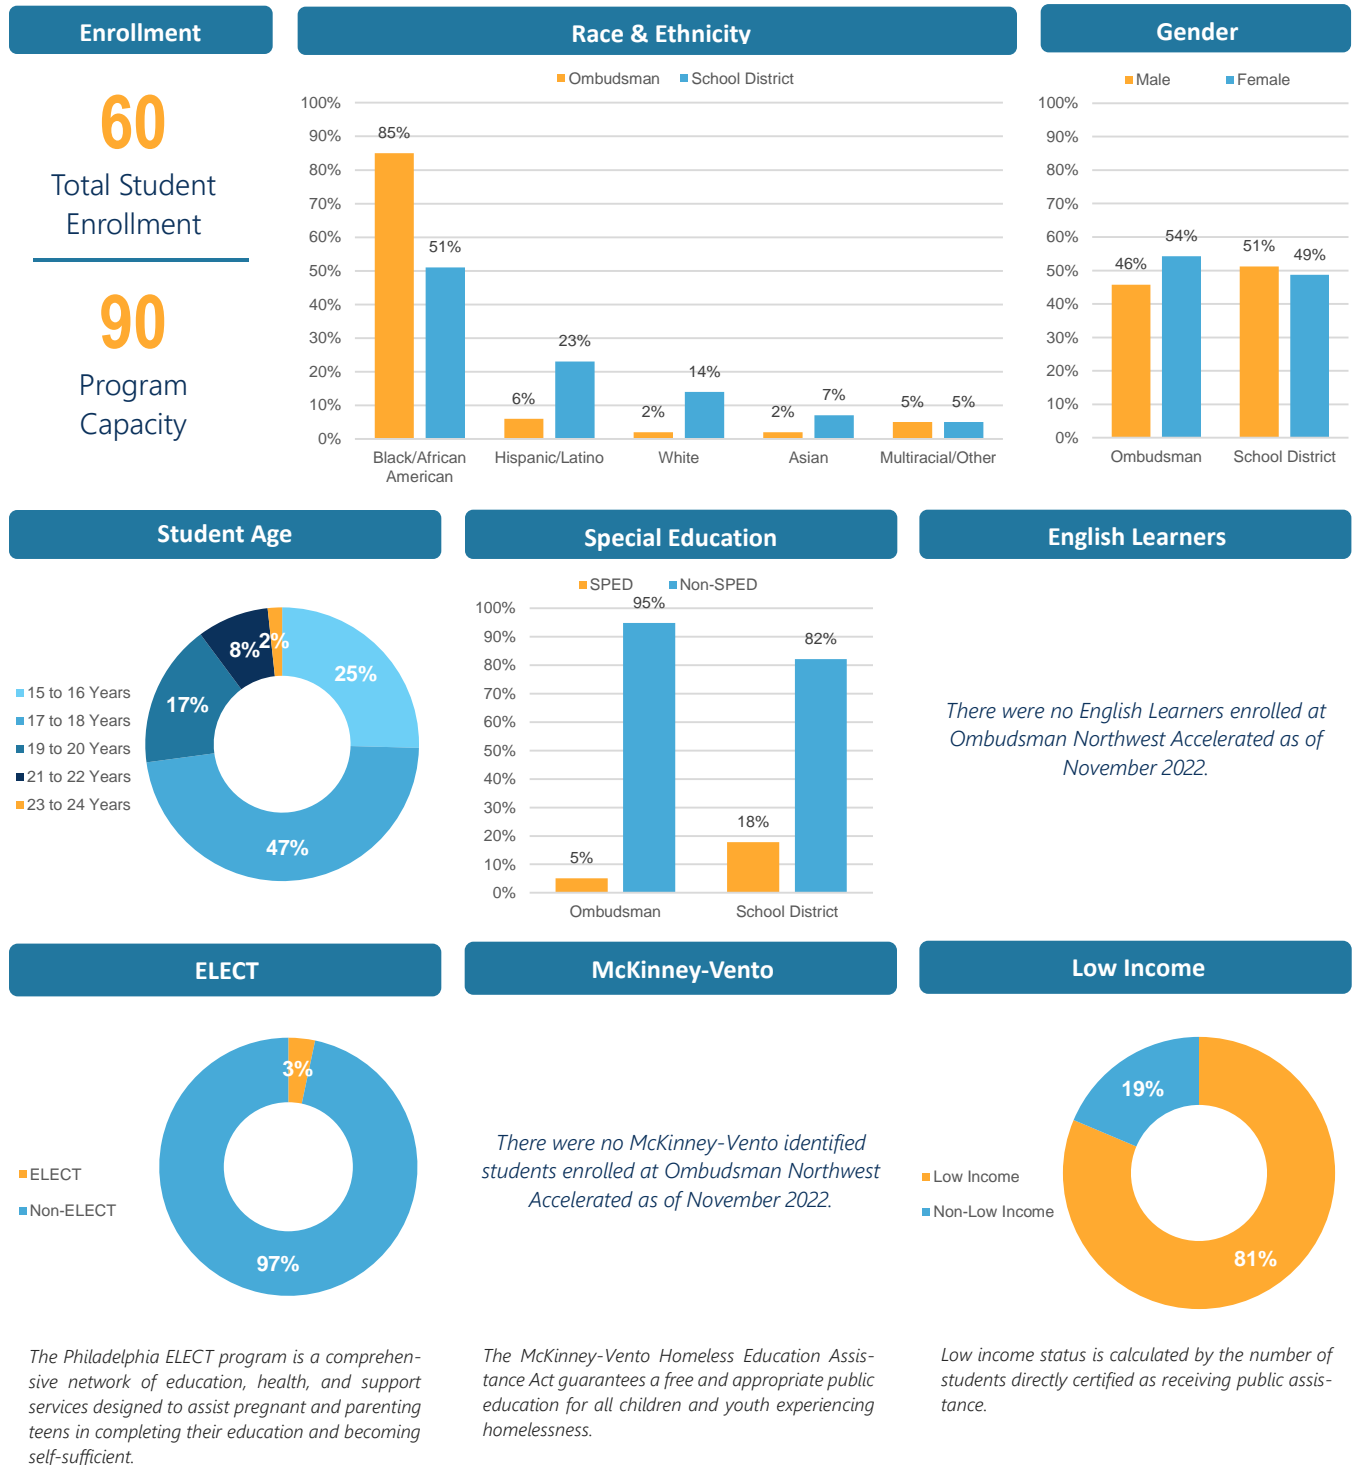 Enrollment
60
Total Student
Enrollment
90
Program
Capacity
Race & Ethnicity
Ombudsman School District
100%
90%
80%
70%
60%
50%
40%
30%
20%
10%
0%
85%
51%
6%
23%
2%
14%
2%
7%
5%
5%
Black/African
American
Hispanic/Latino
White
Asian
Multiracial/Other
Gender
Male Female
100%
90%
80%
70%
60%
50%
40%
30%
20%
10%
0%
46%
54%
51%
49%
Ombudsman
School District
Student Age
15 to 16 Years
17 to 18 Years
19 to 20 Years
21 to 22 Years
23 to 24 Years
25%
47%
17%
8%
2%
Special Education
SPED Non-SPED
100%
90%
80%
70%
60%
50%
40%
30%
20%
10%
0%
5%
95%
18%
82%
Ombudsman
School District
English Learners
There were no English Learners enrolled at
Ombudsman Northwest Accelerated as of
November 2022.
ELECT
ELECT
Non-ELECT
3%
97%
The Philadelphia ELECT program is a comprehen-
sive network of education, health, and support
services designed to assist pregnant and parenting
teens in completing their education and becoming
self-sufficient.
McKinney-Vento
There were no McKinney-Vento identified
students enrolled at Ombudsman Northwest
Accelerated as of November 2022.
The McKinney-Vento Homeless Education Assis-
tance Act guarantees a free and appropriate public
education for all children and youth experiencing
homelessness.
Low Income
Low Income
Non-Low Income
19%
81%
Low income status is calculated by the number of
students directly certified as receiving public assis-
tance.